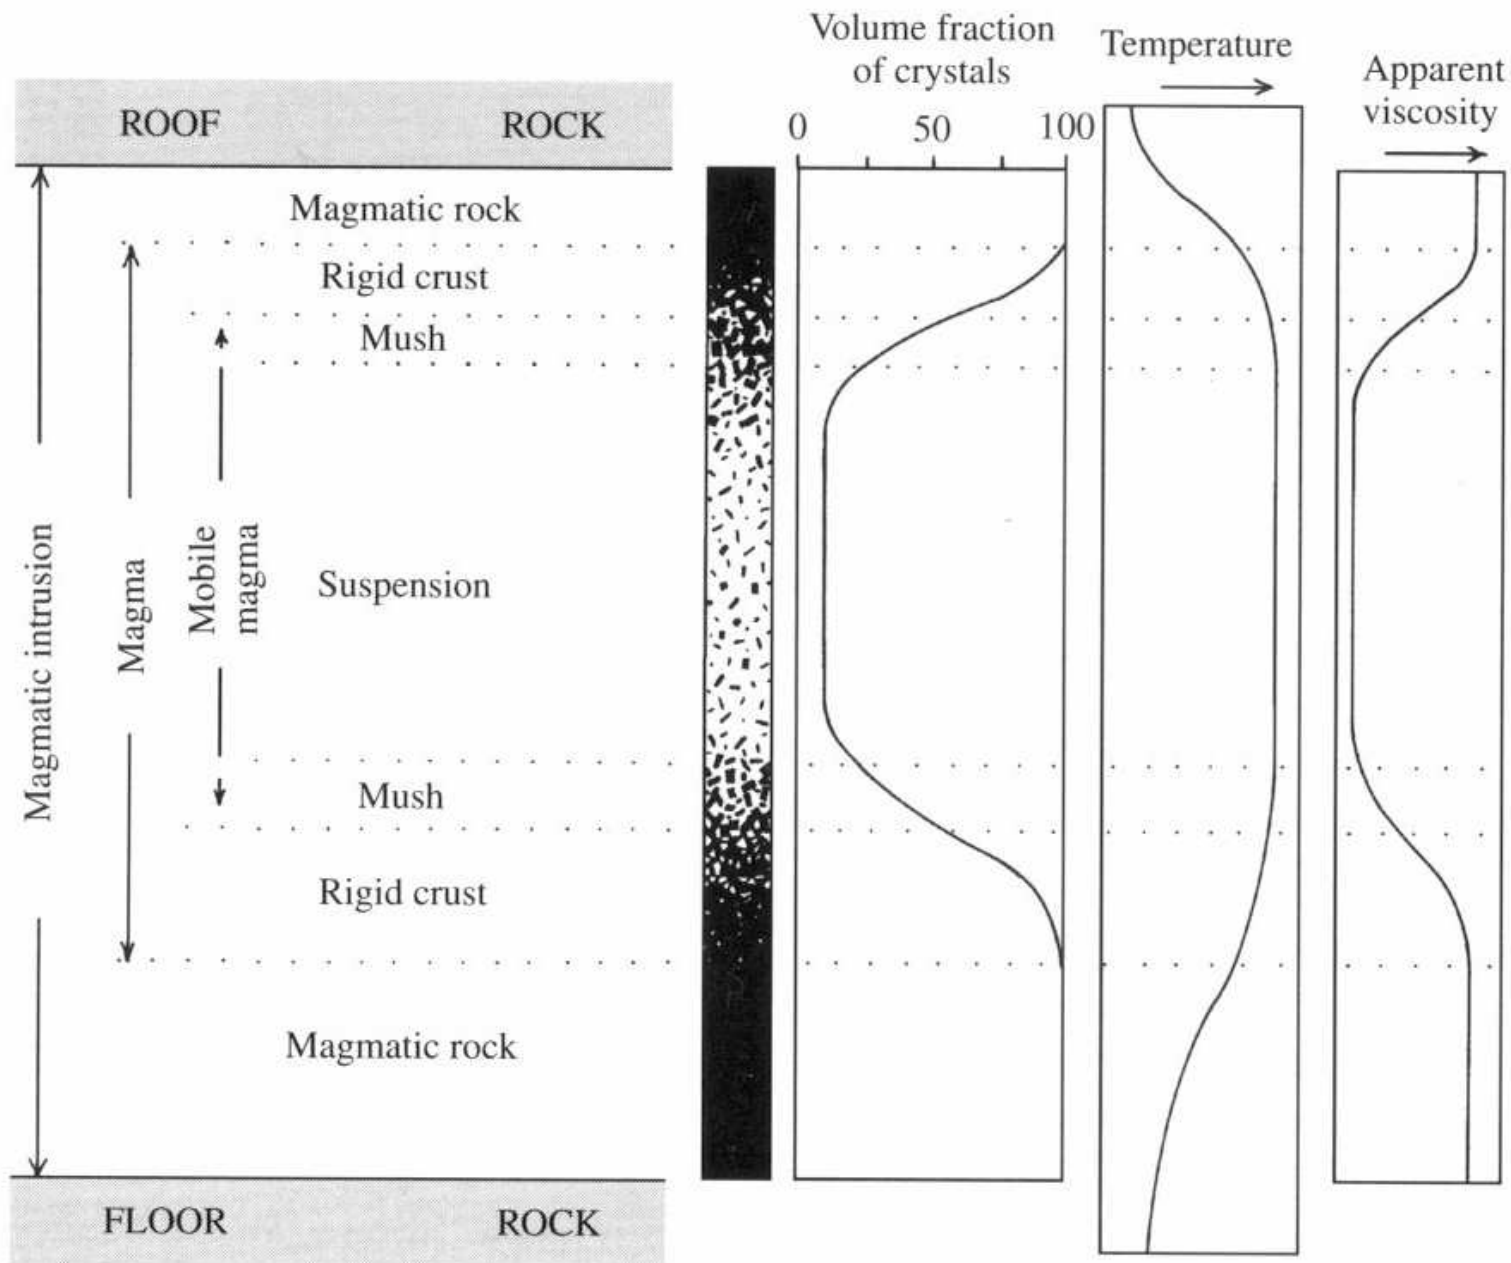 Volume fraction
of crystals
Temperature
Apparent
viscosity
0 50 100
ROOF ROCK
Magmatic rock
Rigid crust
Mush
Magmatic intrusion
Magma
Mobile
magma
Suspension
Mush
Rigid crust
Magmatic rock
FLOOR ROCK